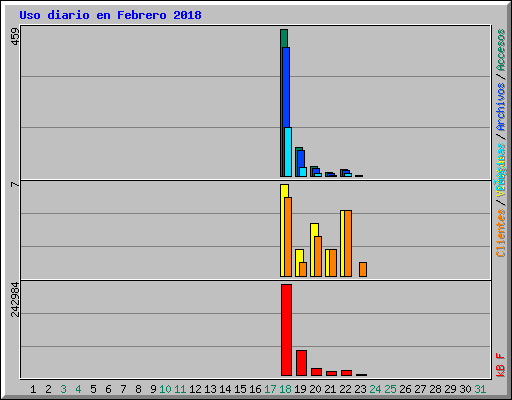 Uso diario en Febrero 2018
459
7
242984
Clientes / / Archivos / Accesos
kB F
1 2 3 4 5 6 7 8 9 10 11 12 13 14 15 16 17 18 19 20 21 22 23 24 25 26 27 28 29 30 31